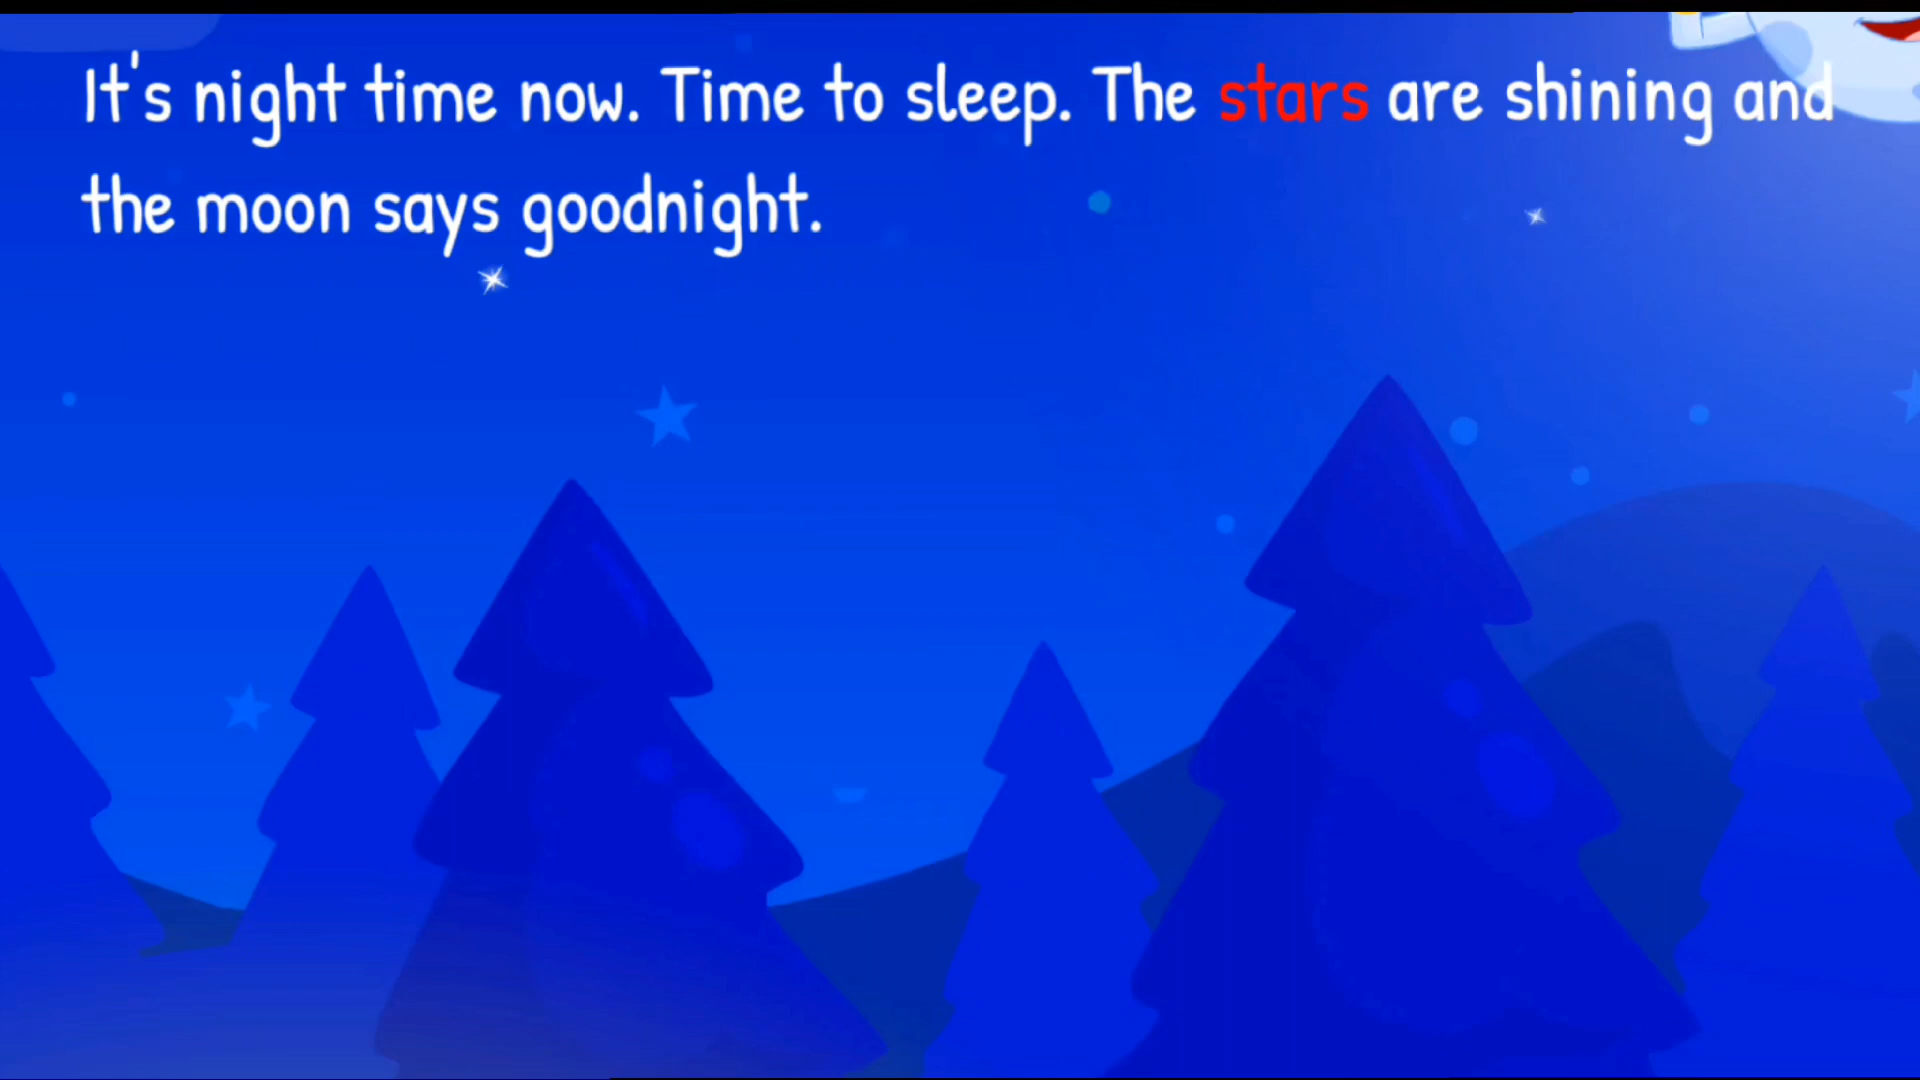 It's night time now. Time to sleep. The stars are shining and
the moon says goodnight.